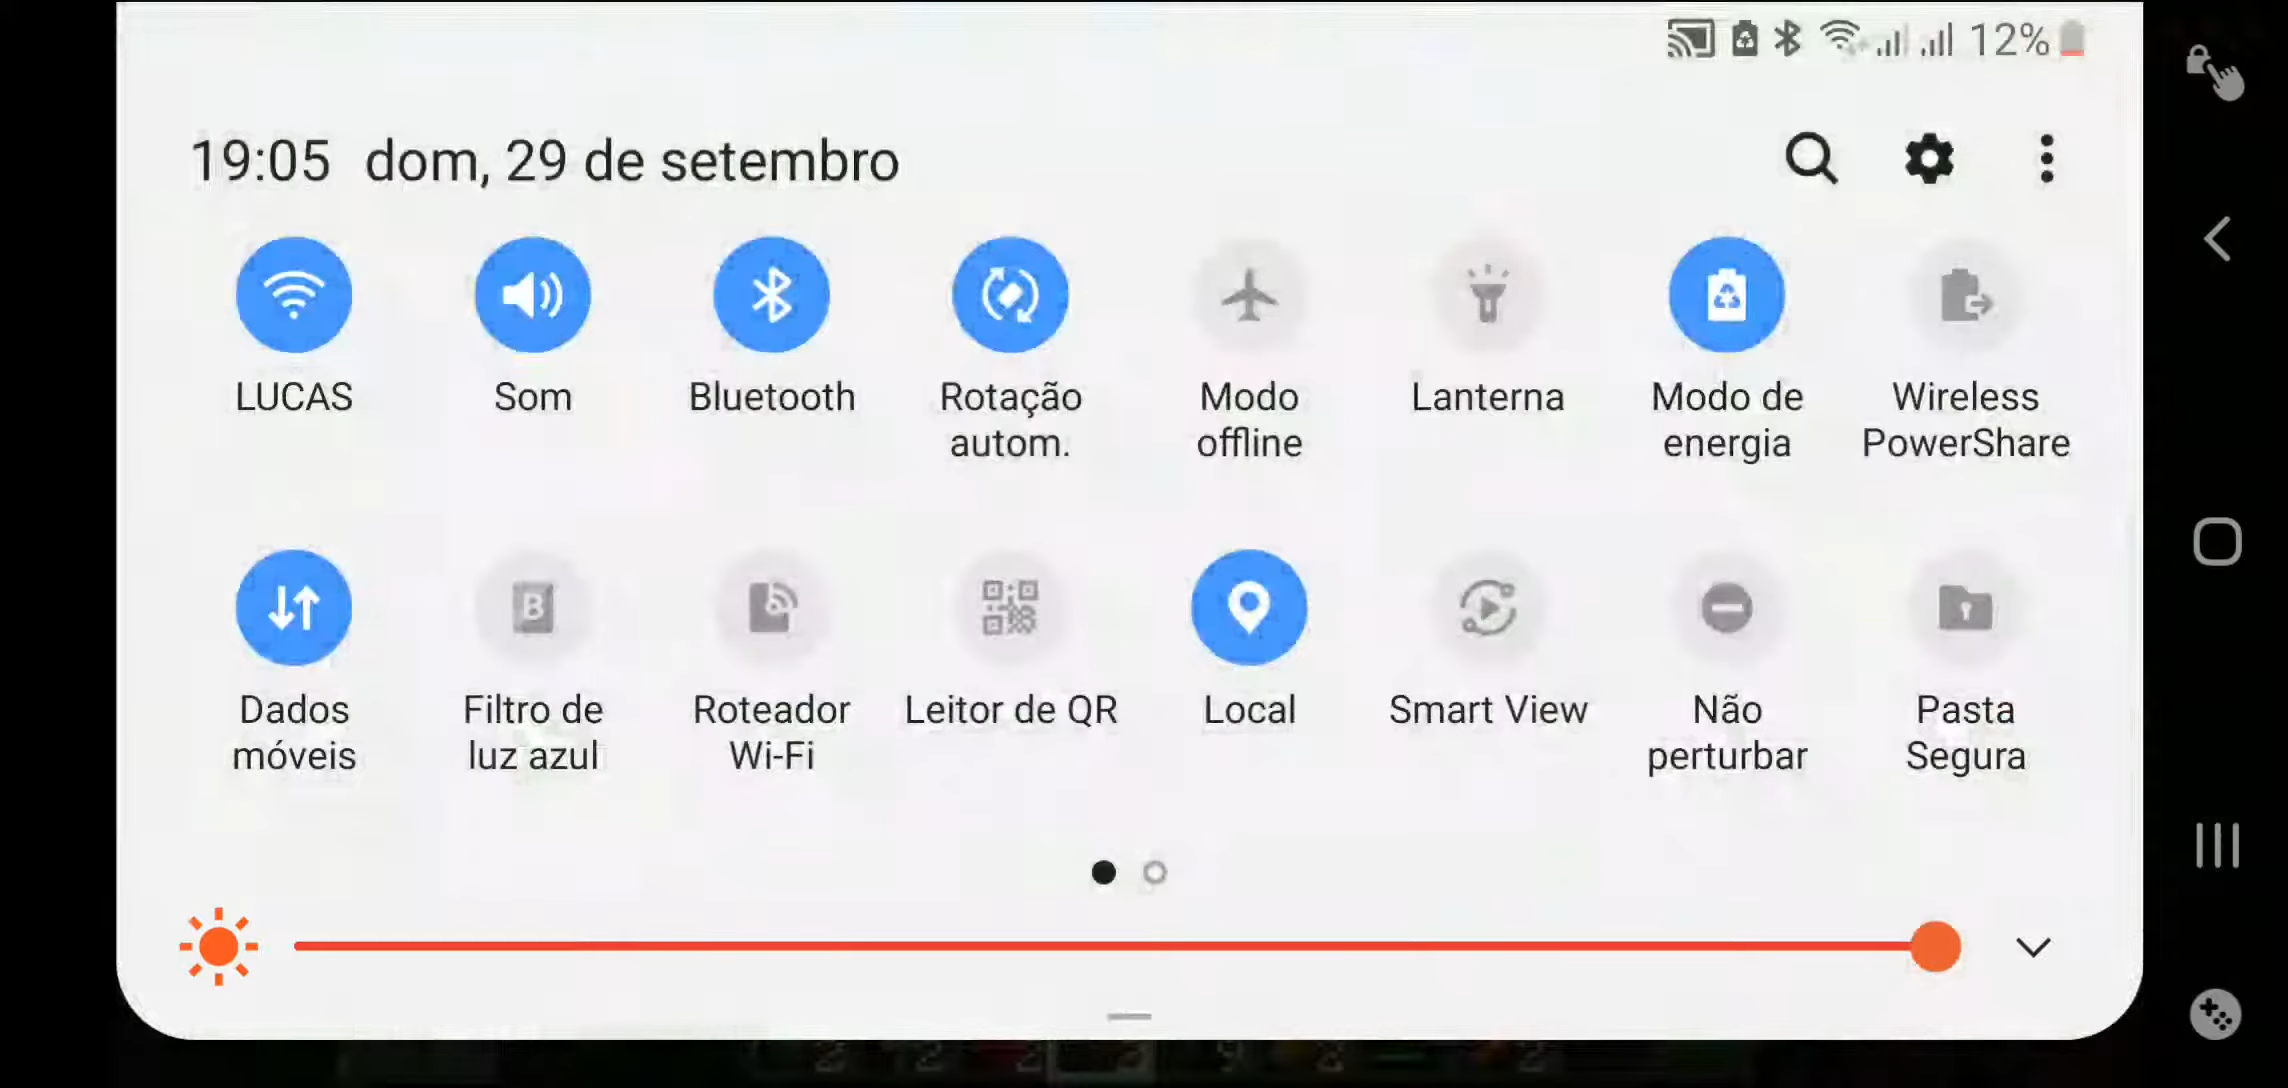 12%
19:05 dom, 29 de setembro
LUCAS
Som
Bluetooth
Rotação
autom.
Modo
offline
Lanterna
Modo de
energia
Wireless
PowerShare
Dados
móveis
Filtro de
luz azul
Roteador
Wi-Fi
Leitor de QR
Local
Smart View
Não
perturbar
Pasta
Segura